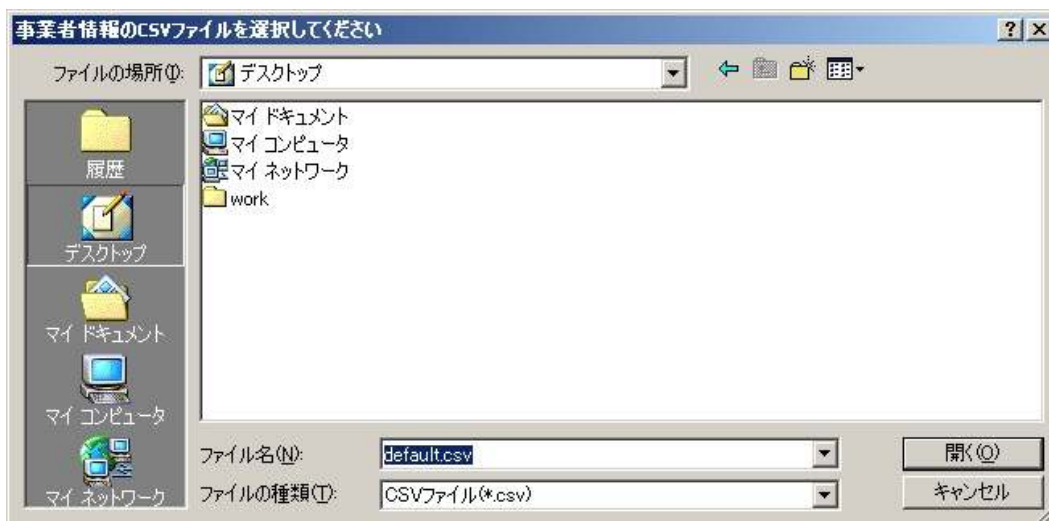 事業者情報のCSVファイルを選択してください
ファイルの場所(I):
デスクトップ
履歴
デスクトップ
マイ ドキュメント
マイ コンピュータ
マイ ネットワーク
マイ ドキュメント
マイ コンピュータ
マイ ネットワーク
work
ファイル名(N):
default.csv
開く(O)
ファイルの種類(T):
CSVファイル(*.csv)
キャンセル